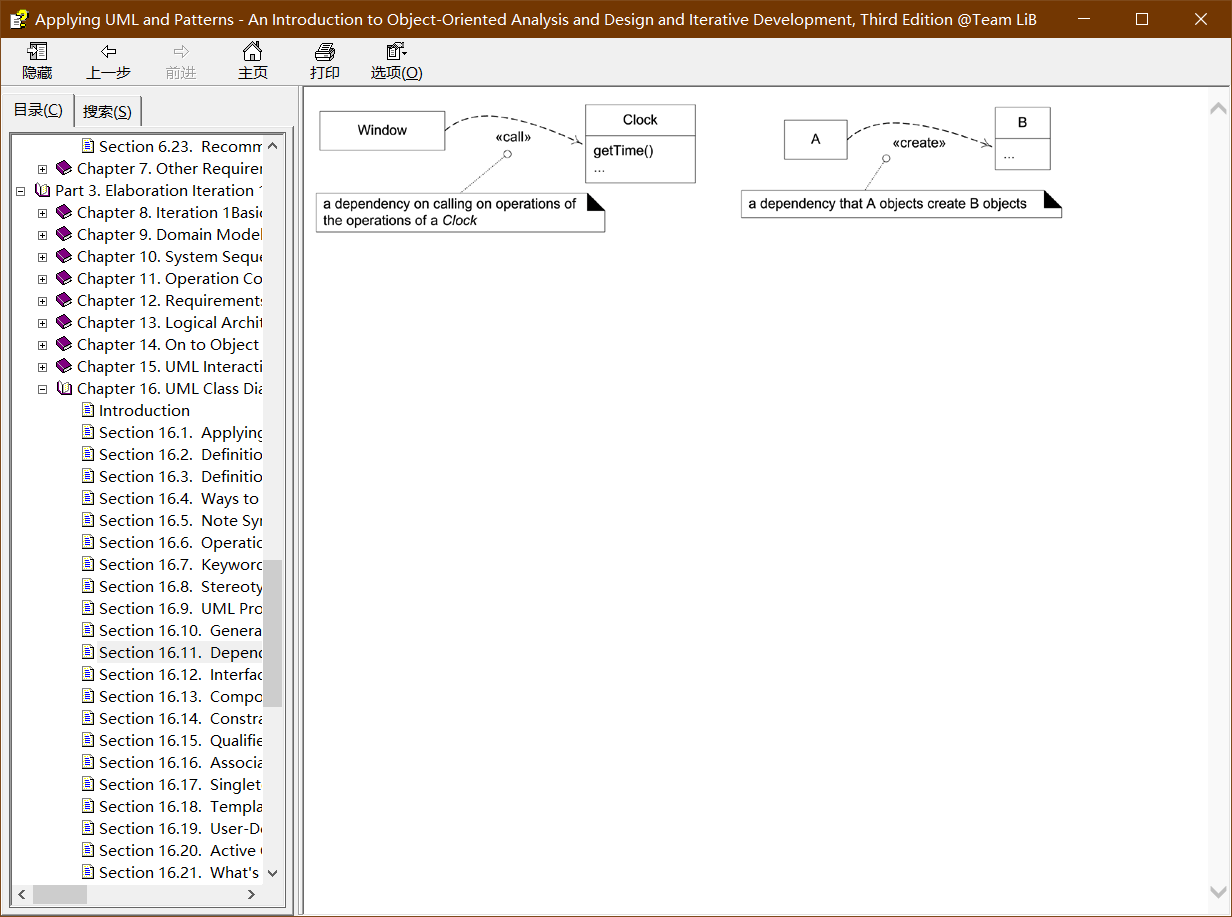 Applying UML and Patterns - An Introduction to Object-Oriented Analysis and Design and Iterative Development, Third Edition @Team LiB
隐藏 上一步 前进 主页 打印 选项(O)
目录(C) 搜索(S)
Section 6.23. Recomm
Chapter 7. Other Requirer
Part 3. Elaboration Iteration 1
Chapter 8. Iteration 1Basic
Chapter 9. Domain Model
Chapter 10. System Seque
Chapter 11. Operation Co
Chapter 12. Requirements
Chapter 13. Logical Archit
Chapter 14. On to Object
Chapter 15. UML Interacti
Chapter 16. UML Class Dia
Introduction
Section 16.1. Applying
Section 16.2. Definitio
Section 16.3. Definitio
Section 16.4. Ways to
Section 16.5. Note Syr
Section 16.6. Operatic
Section 16.7. Keyword
Section 16.8. Stereoty
Section 16.9. UML Pro
Section 16.10. Genera
Section 16.11. Depend
Section 16.12. Interfac
Section 16.13. Compo
Section 16.14. Constra
Section 16.15. Qualifie
Section 16.16. Associa
Section 16.17. Singlet
Section 16.18. Templa
Section 16.19. User-De
Section 16.20. Active
Section 16.21. What's
Window
«call»
Clock
getTime()
...
a dependency on calling on operations of
the operations of a Clock
A
«create»
B
...
a dependency that A objects create B objects